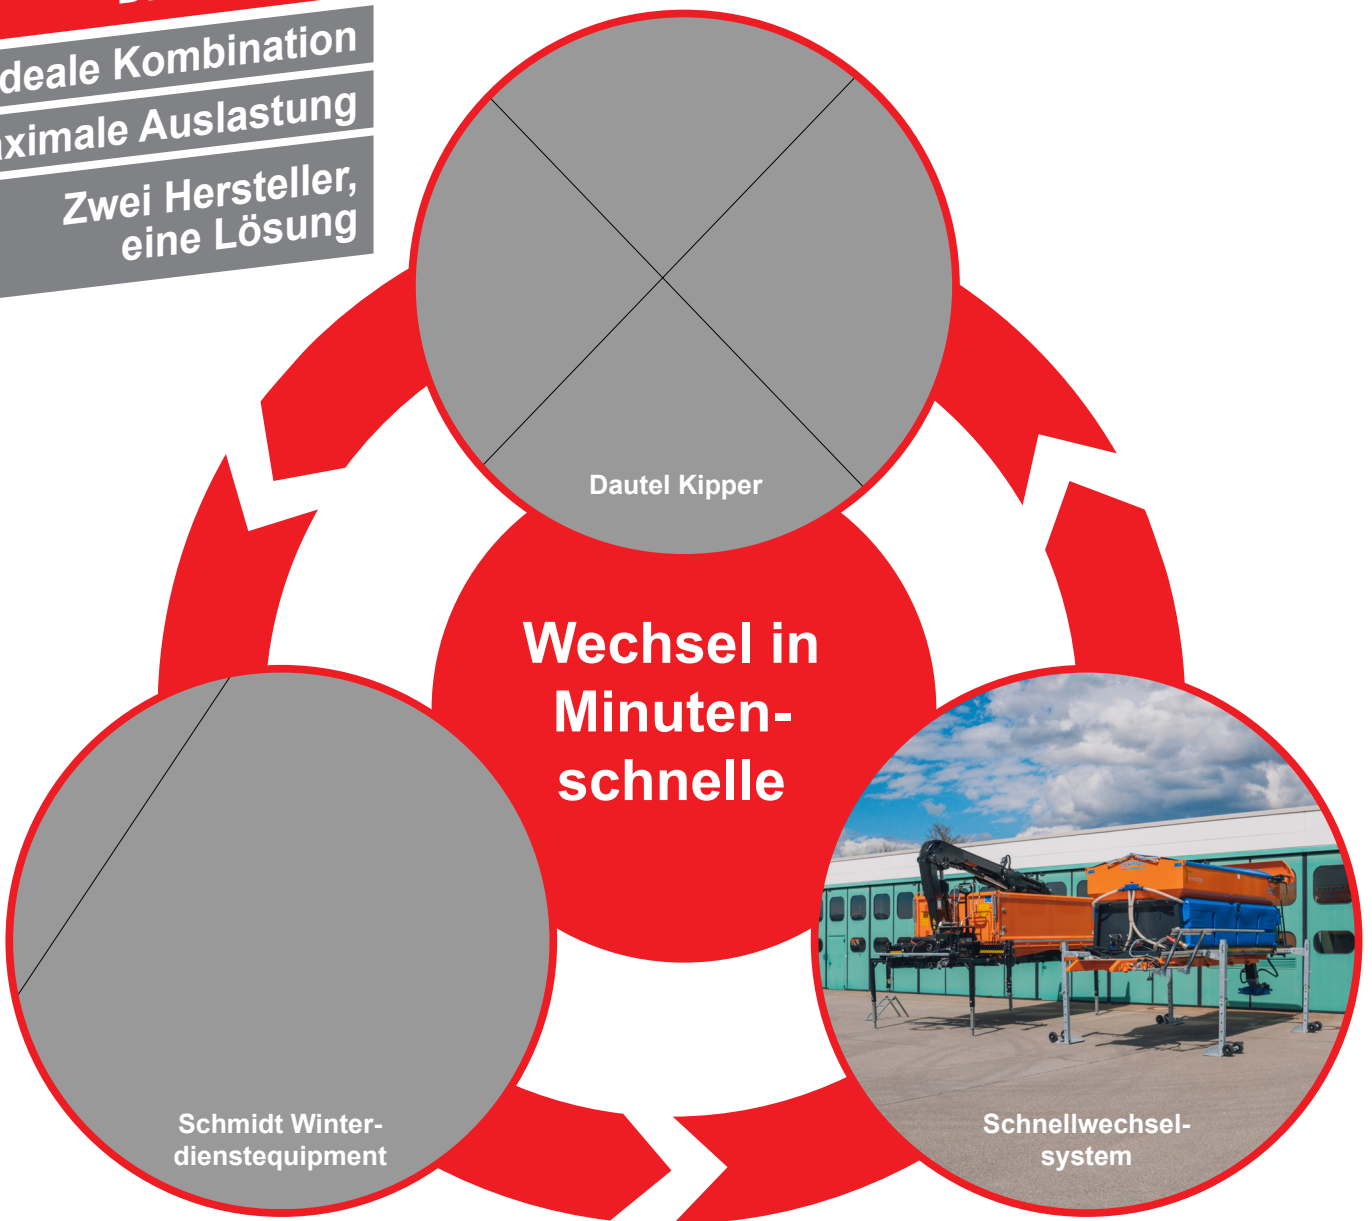 deale Kombination
ximale Auslastung
Zwei Hersteller,
eine Lösung
Dautel Kipper
Wechsel in
Minuten-
schnelle
Schmidt Winter-
dienstequipment
Schnellwechsel-
system